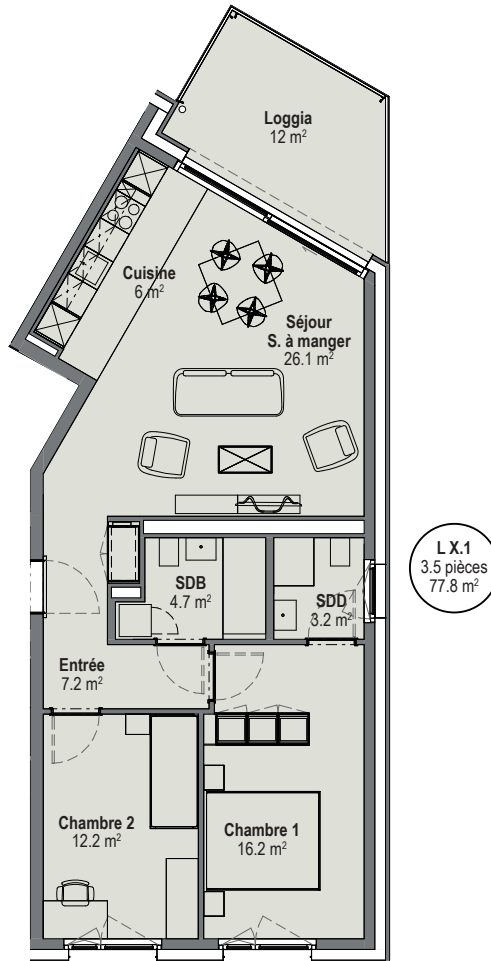 Loggia
12 m²
Cuisine
6 m²
Séjour
S. à manger
26.1 m²
L X.1
3.5 pièces
77.8 m²
SDB
4.7 m²
SDD
3.2 m²
Entrée
7.2 m²
Chambre 2
12.2 m²
Chambre 1
16.2 m²